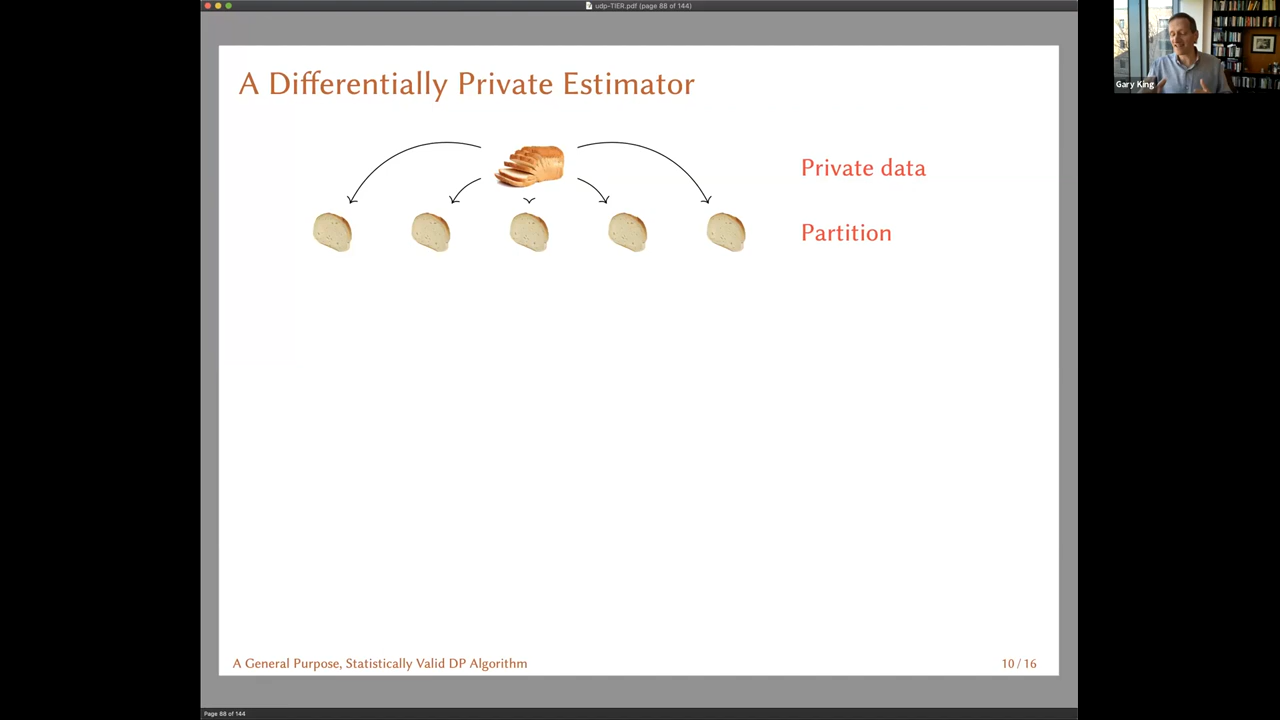 udp-TIER.pdf (page 88 of 144)
Gary King
A Differentially Private Estimator
Private data
Partition
A General Purpose, Statistically Valid DP Algorithm
10 / 16
Page 88 of 144